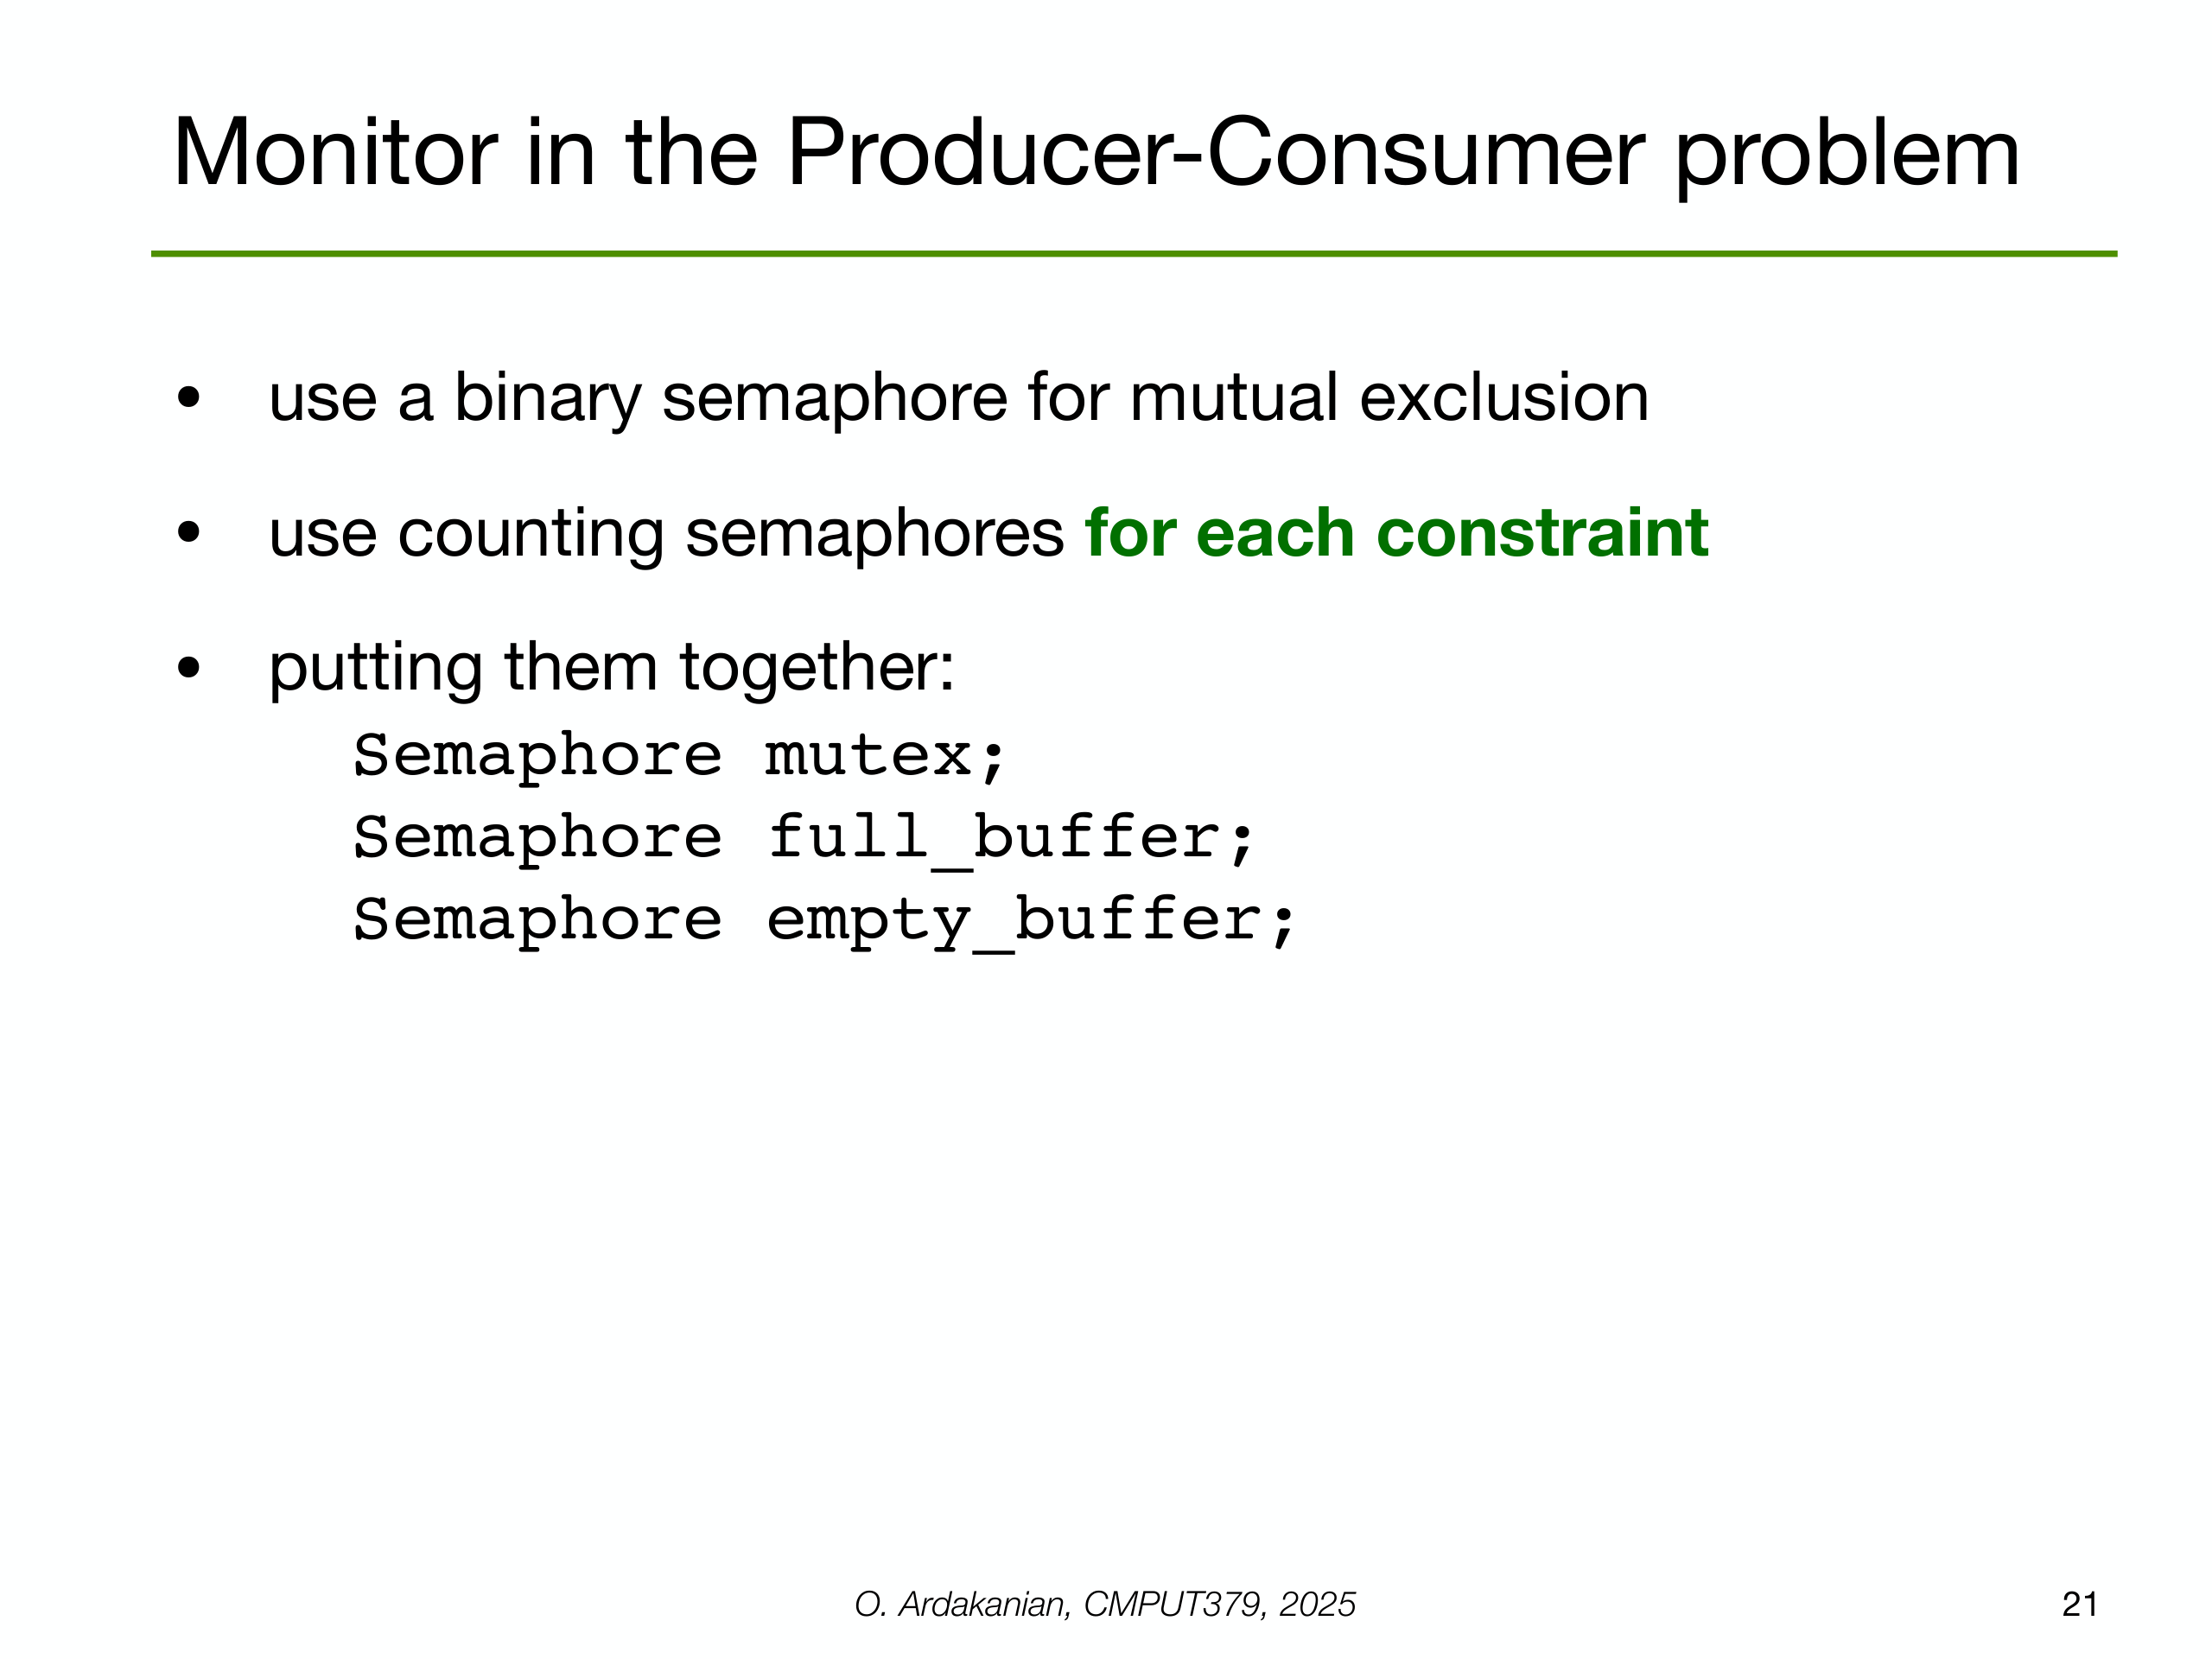 Monitor in the Producer-Consumer problem
• use a binary semaphore for mutual exclusion
• use counting semaphores for each constraint
• putting them together:
Semaphore mutex;
Semaphore full_buffer;
Semaphore empty_buffer;
O. Ardakanian, CMPUT379, 2025
21